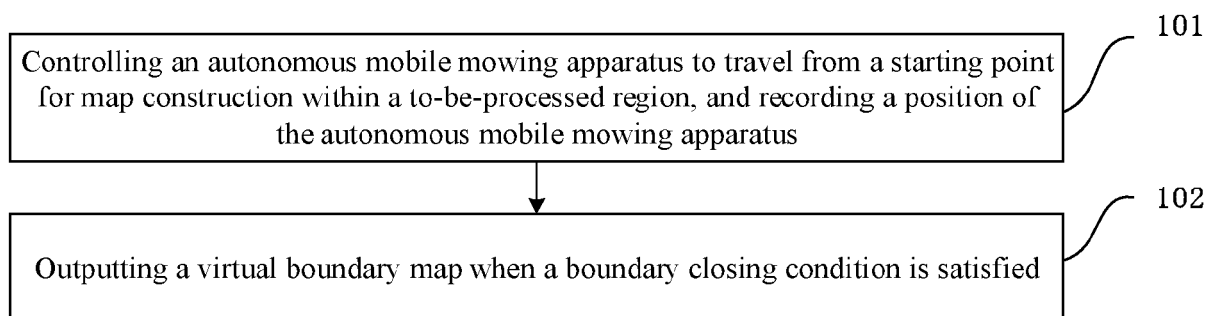 101
Controlling an autonomous mobile mowing apparatus to travel from a starting point
for map construction within a to-be-processed region, and recording a position of
the autonomous mobile mowing apparatus
102
Outputting a virtual boundary map when a boundary closing condition is satisfied